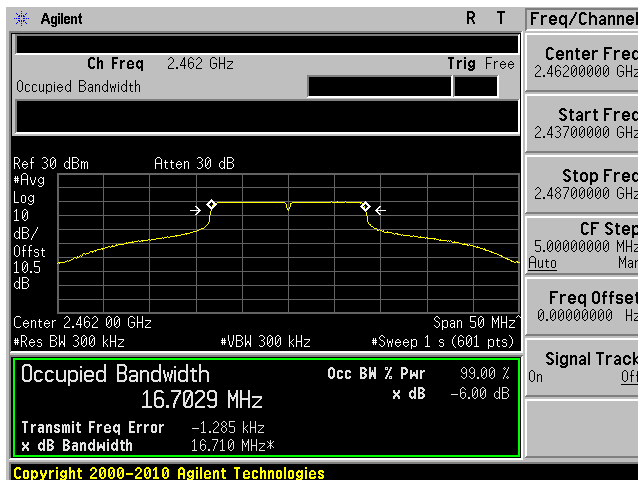 Agilent R T
Freq/Channel
Ch Freq 2.462 GHz Trig Free
Occupied Bandwidth
Center Freq
2.46200000 GHz
Start Freq
2.43700000 GHz
Stop Freq
2.48700000 GHz
CF Step
5.00000000 MHz
Auto Man
Freq Offset
0.00000000 Hz
Signal Track
On Off
Ref 30 dBm Atten 30 dB
#Avg
Log
10
dB/
Offst
10.5
dB
Center 2.462 00 GHz Span 50 MHz^
#Res BW 300 kHz #VBW 300 kHz #Sweep 1 s (601 pts)
Occupied Bandwidth Occ BW % Pwr 99.00 %
16.7029 MHz x dB -6.00 dB
Transmit Freq Error -1.285 kHz
x dB Bandwidth 16.710 MHz*
Copyright 2000-2010 Agilent Technologies